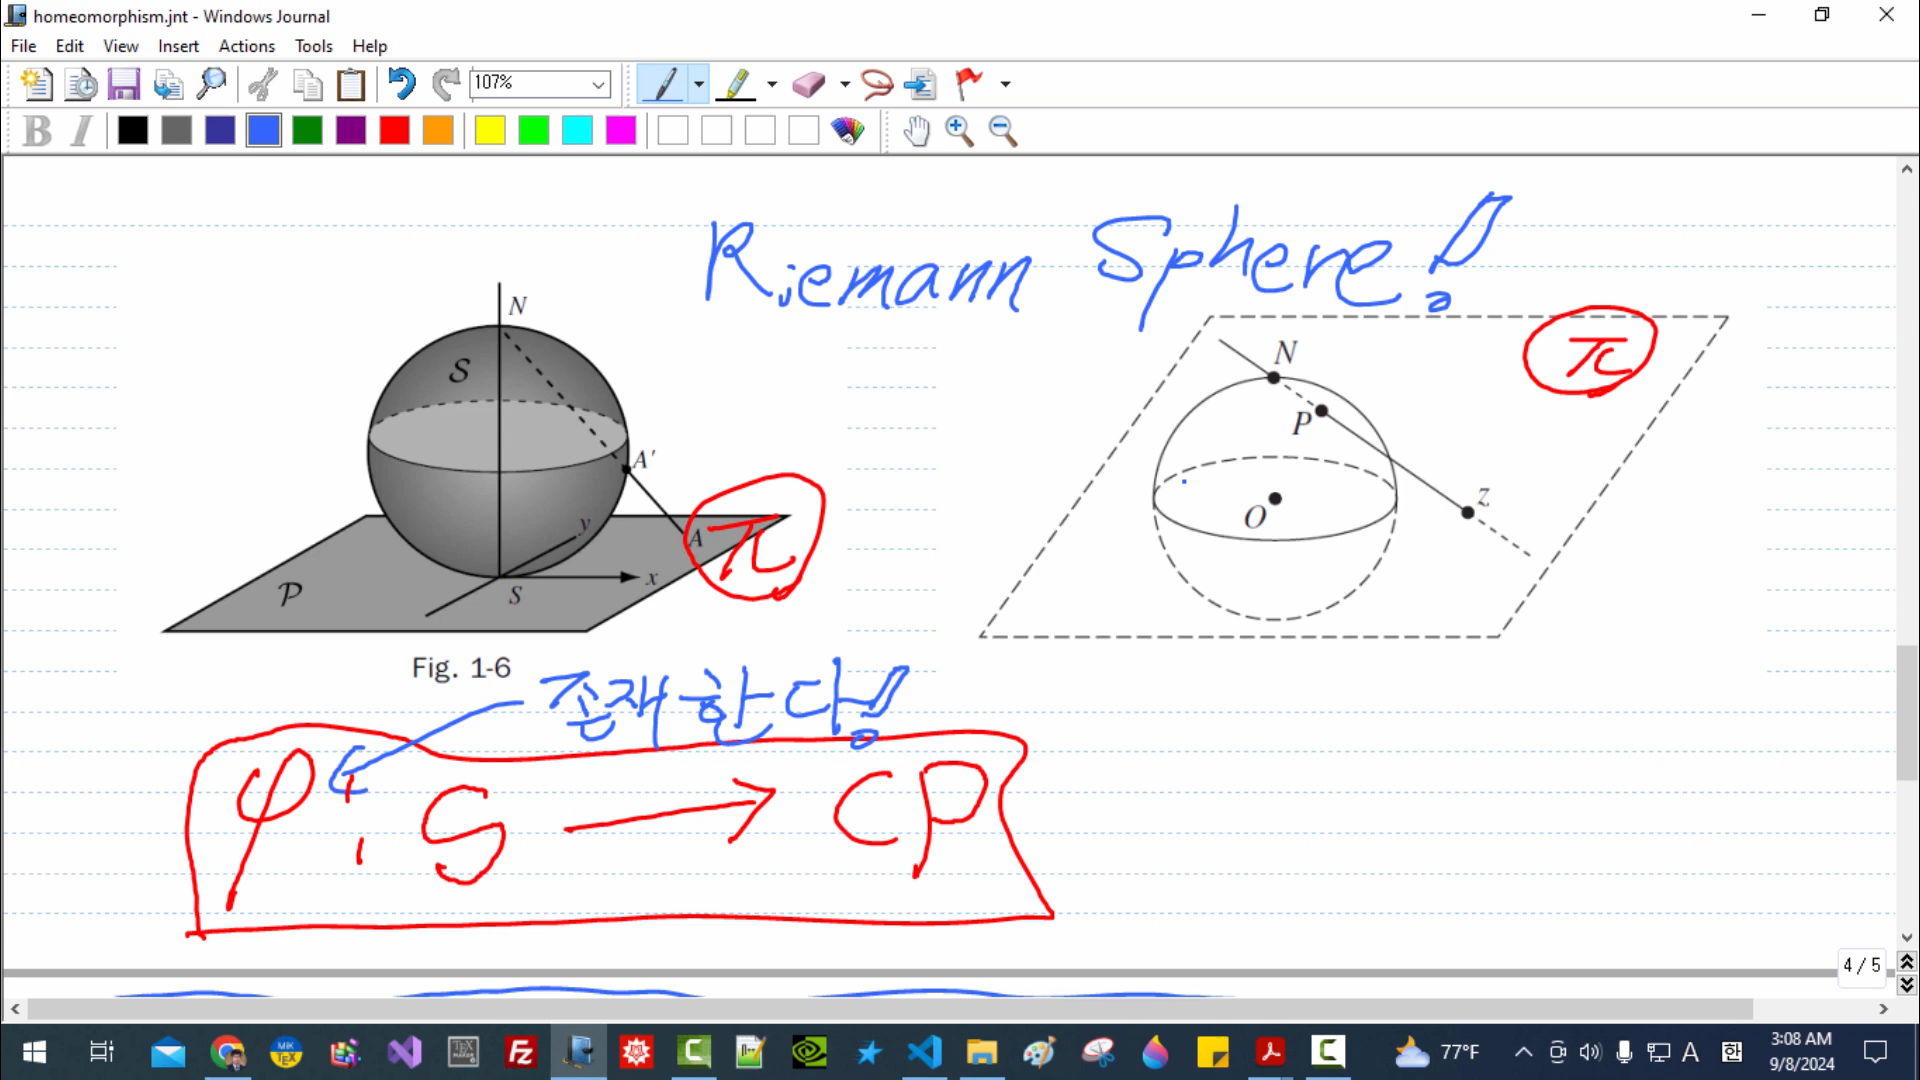 homeomorphism.jnt - Windows Journal
File Edit View Insert Actions Tools Help
107%
B I
Riemann Sphere!
N
S
A'
A
π
y
x
P
S
Fig. 1-6
N
P
O
z
π
존재한다!
φ : S → CP
4 / 5
77°F
A
한
3:08 AM
9/8/2024